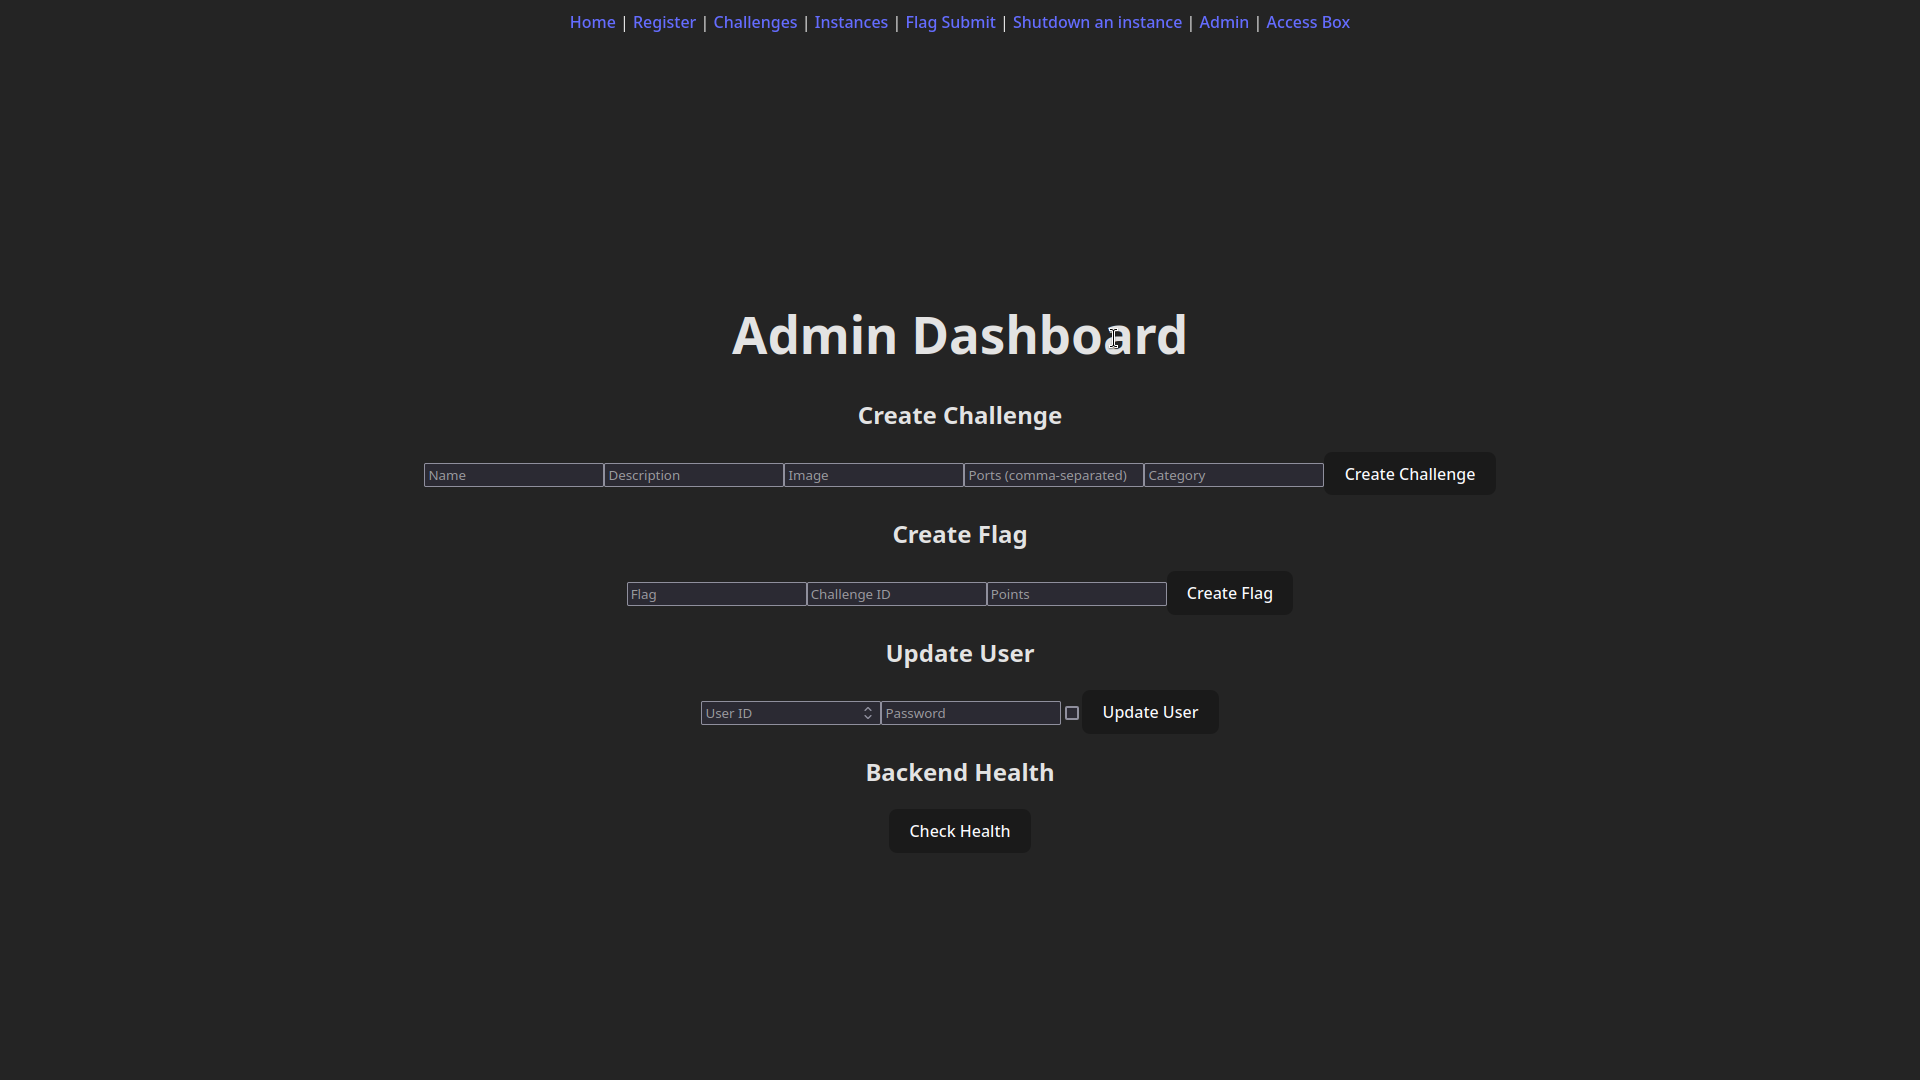 Home | Register | Challenges | Instances | Flag Submit | Shutdown an instance | Admin | Access Box
Admin Dashboard
Create Challenge
Name Description Image Ports (comma-separated) Category Create Challenge
Create Flag
Flag Challenge ID Points Create Flag
Update User
User ID Password Update User
Backend Health
Check Health